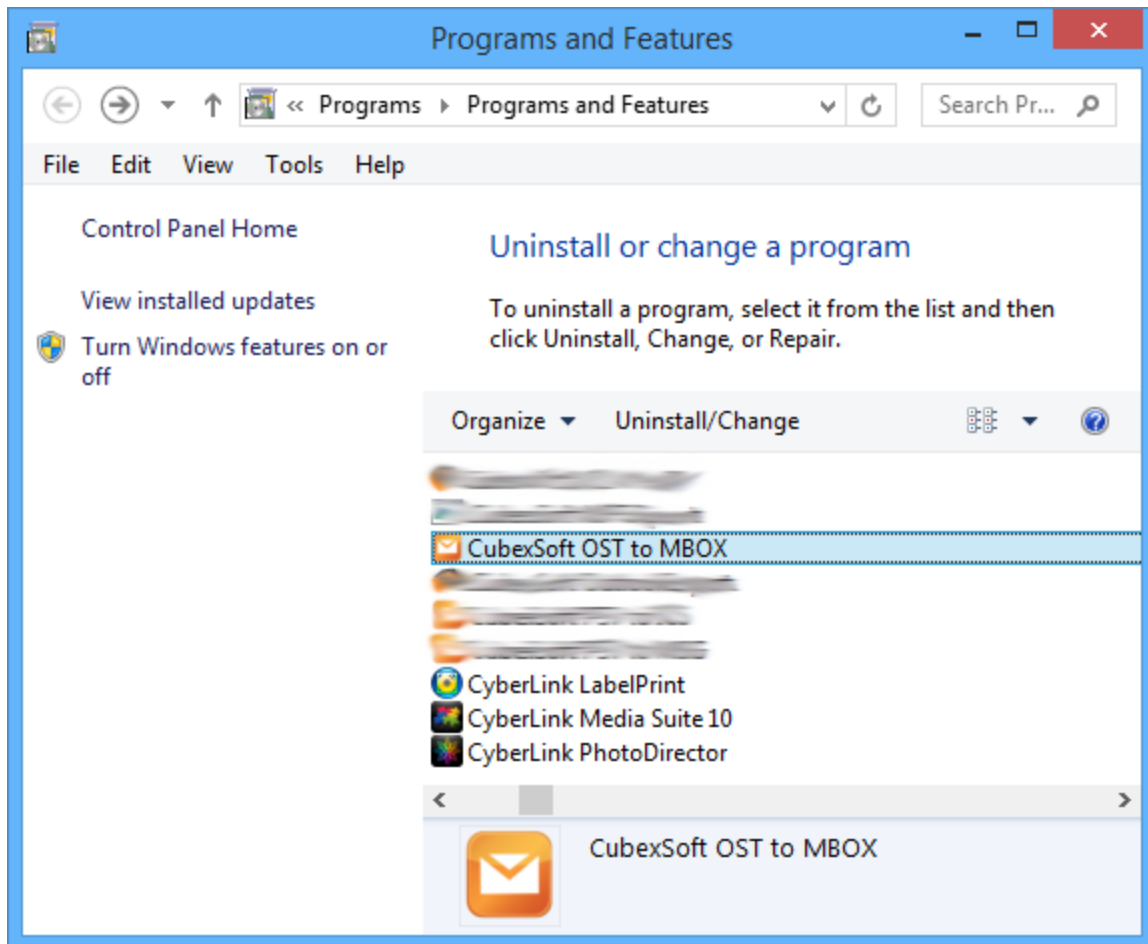 Programs and Features
« Programs Programs and Features Search Pr...
File Edit View Tools Help
Control Panel Home
View installed updates
Turn Windows features on or
off
Uninstall or change a program
To uninstall a program, select it from the list and then
click Uninstall, Change, or Repair.
Organize Uninstall/Change
CubexSoft OST to MBOX
CyberLink LabelPrint
CyberLink Media Suite 10
CyberLink PhotoDirector
CubexSoft OST to MBOX